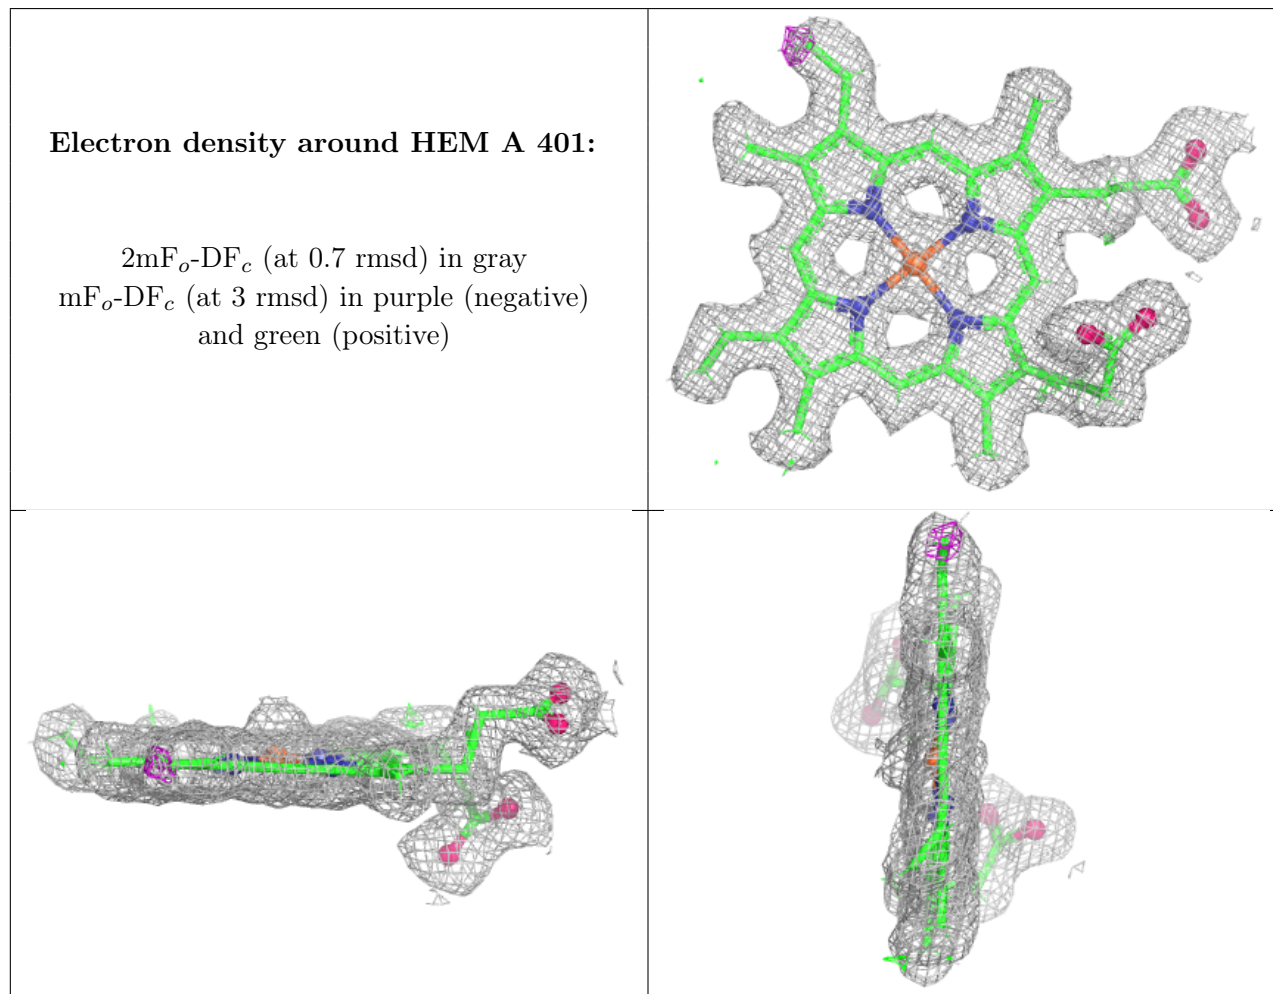 Electron density around HEM A 401:
2mFo-DFc (at 0.7 rmsd) in gray
mFo-DFc (at 3 rmsd) in purple (negative)
and green (positive)